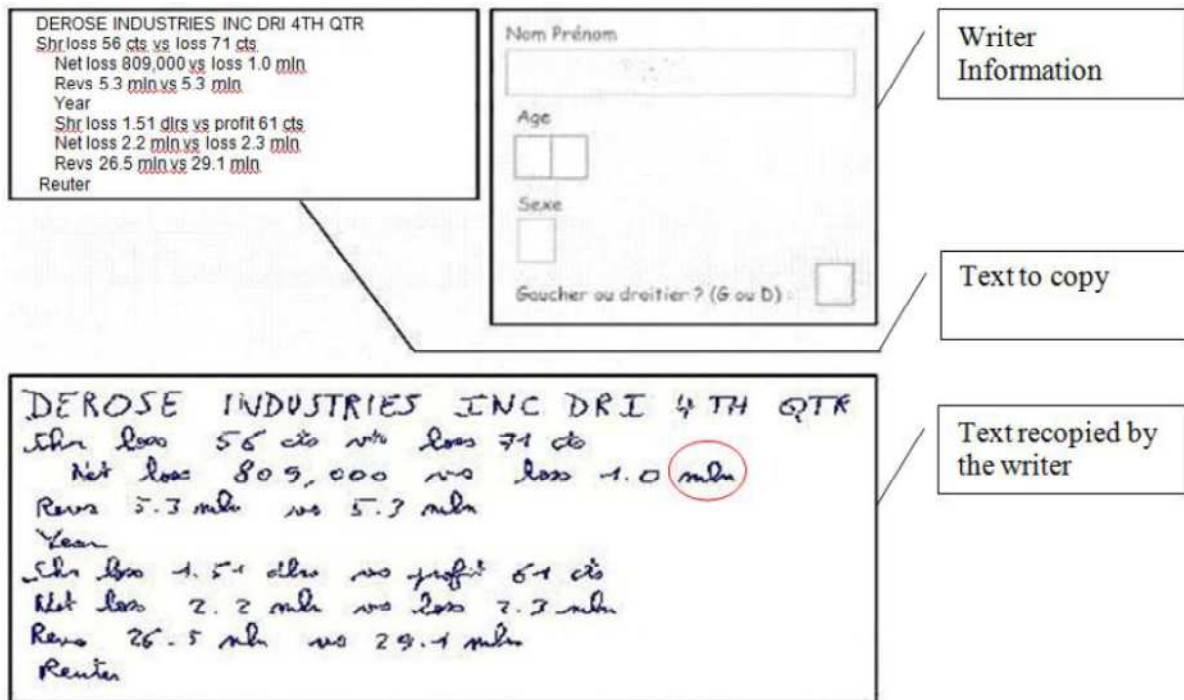 DEROSE INDUSTRIES INC DRI 4TH QTR
Shr loss 56 cts vs loss 71 cts
Net loss 809,000 vs loss 1.0 mln
Revs 5.3 mln vs 5.3 mln
Year
Shr loss 1.51 dlrs vs profit 61 cts
Net loss 2.2 mln vs loss 2.3 mln
Revs 26.5 mln vs 29.1 mln
Reuter
Nom Prénom
Age
Sexe
Gaucher ou droitier ? (G ou D) :
Writer
Information
Text to copy
DEROSE INDUSTRIES INC DRI 4 TH QTR
Shr loss 56 cts vs loss 71 cts
Net loss 809,000 vs loss 1.0 mln
Revs 5.3 mln vs 5.3 mln
Year
Shr loss 1.51 dlrs vs profit 61 cts
Net loss 2.2 mln vs loss 2.3 mln
Revs 26.5 mln vs 29.1 mln
Reuter
Text recopied by
the writer